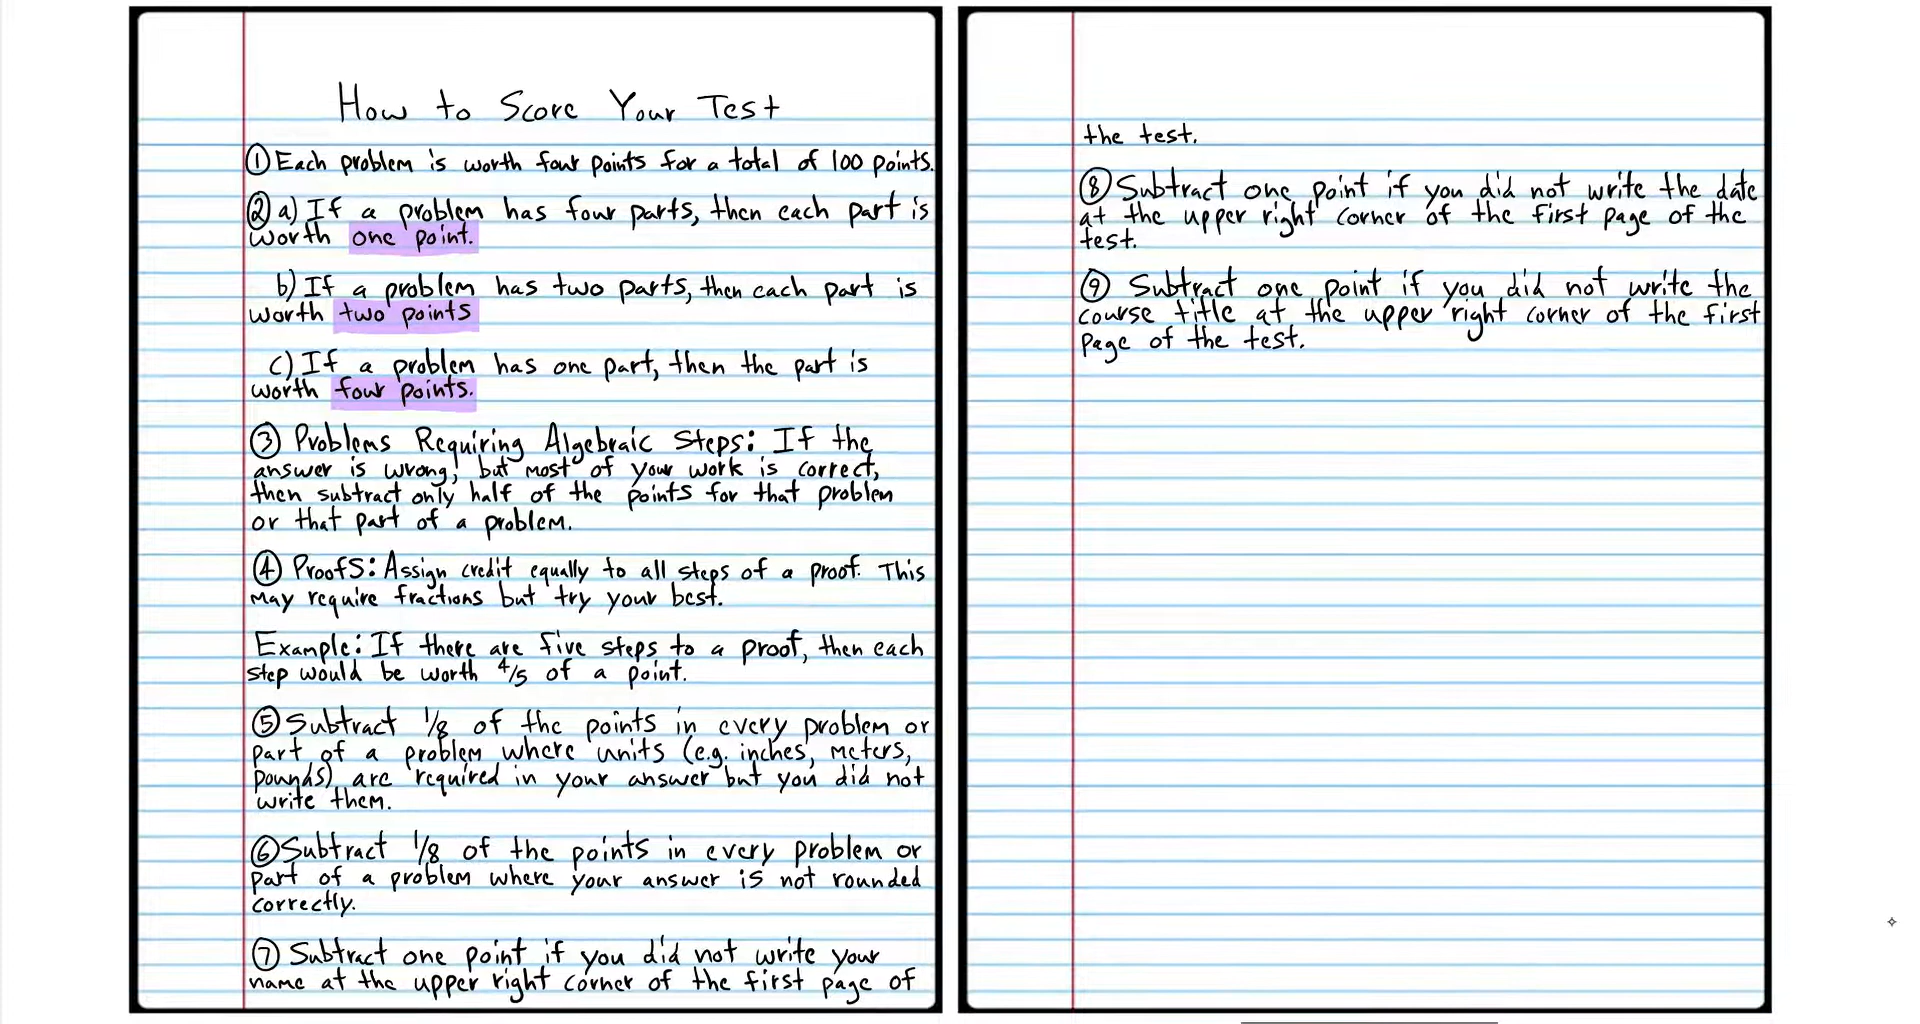 How to Score Your Test
① Each problem is worth four points for a total of 100 points.
② a) If a problem has four parts, then each part is
worth one point.
b) If a problem has two parts, then each part is
worth two points
c) If a problem has one part, then the part is
worth four points.
③ Problems Requiring Algebraic Steps: If the
answer is wrong, but most of your work is correct,
then subtract only half of the points for that problem
or that part of a problem.
④ Proofs: Assign credit equally to all steps of a proof. This
may require fractions but try your best.
Example: If there are five steps to a proof, then each
step would be worth 4/5 of a point.
⑤ Subtract 1/8 of the points in every problem or
part of a problem where units (e.g. inches, meters,
pounds) are required in your answer but you did not
write them.
⑥ Subtract 1/8 of the points in every problem or
part of a problem where your answer is not rounded
correctly.
⑦ Subtract one point if you did not write your
name at the upper right corner of the first page of
the test.
⑧ Subtract one point if you did not write the date
at the upper right corner of the first page of the
test.
⑨ Subtract one point if you did not write the
course title at the upper right corner of the first
page of the test.